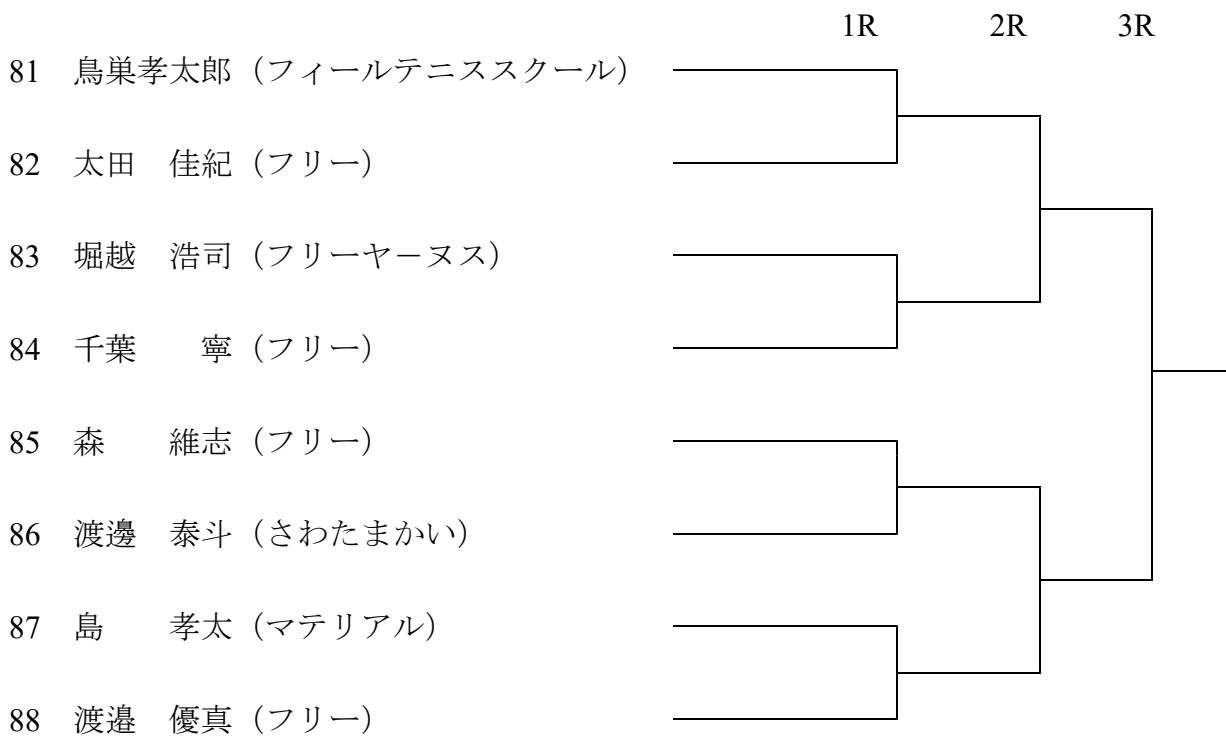 1R 2R 3R
81 鳥巣孝太郎（フィールテニススクール）
82 太田　佳紀（フリー）
83 堀越　浩司（フリーヤ－ヌス）
84 千葉　　寧（フリー）
85 森　　維志（フリー）
86 渡邊　泰斗（さわたまかい）
87 島　　孝太（マテリアル）
88 渡邉　優真（フリー）